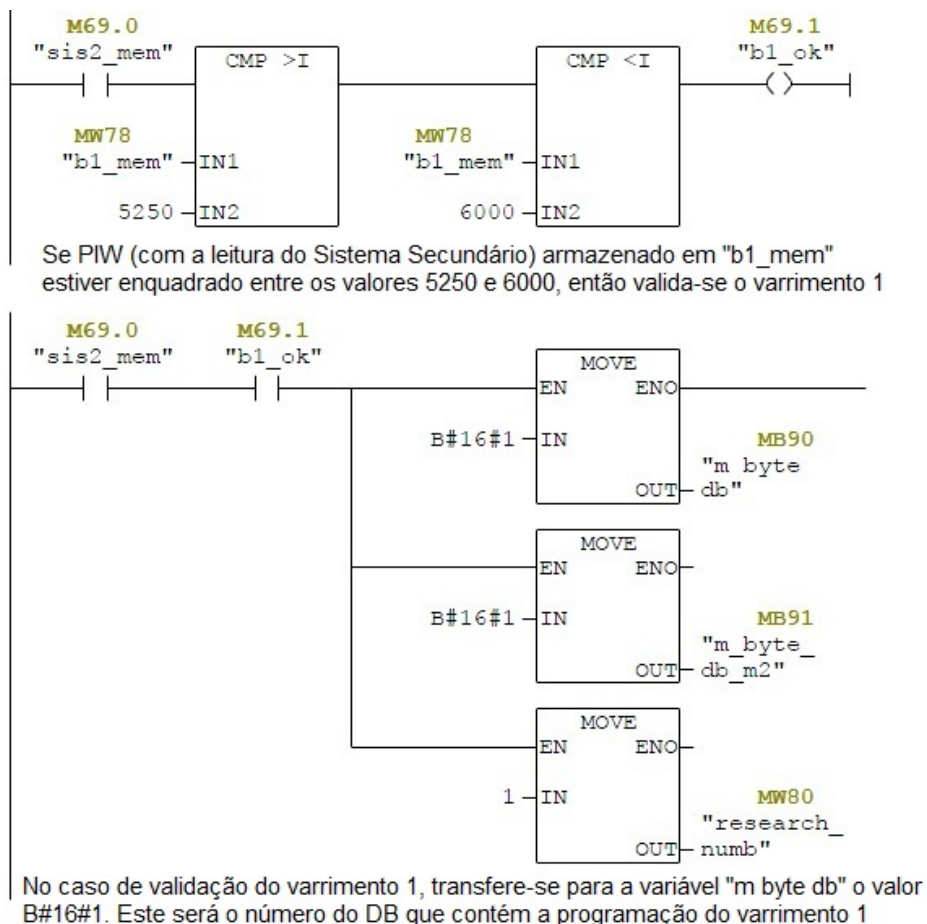 M69.0 M69.1
"sis2_mem" CMP >I CMP <I "b1_ok"
MW78 MW78
"b1_mem" IN1 "b1_mem" IN1
5250 IN2 6000 IN2
Se PIW (com a leitura do Sistema Secundário) armazenado em "b1_mem"
estiver enquadrado entre os valores 5250 e 6000, então valida-se o varrimento 1
M69.0 M69.1
"sis2_mem" "b1_ok"
MOVE
EN ENO
B#16#1 IN MB90
"m byte
OUT db"
MOVE
EN ENO
B#16#1 IN MB91
"m_byte_
OUT db_m2"
MOVE
EN ENO
1 IN MW80
"research_
OUT numb"
No caso de validação do varrimento 1, transfere-se para a variável "m byte db" o valor
B#16#1. Este será o número do DB que contém a programação do varrimento 1